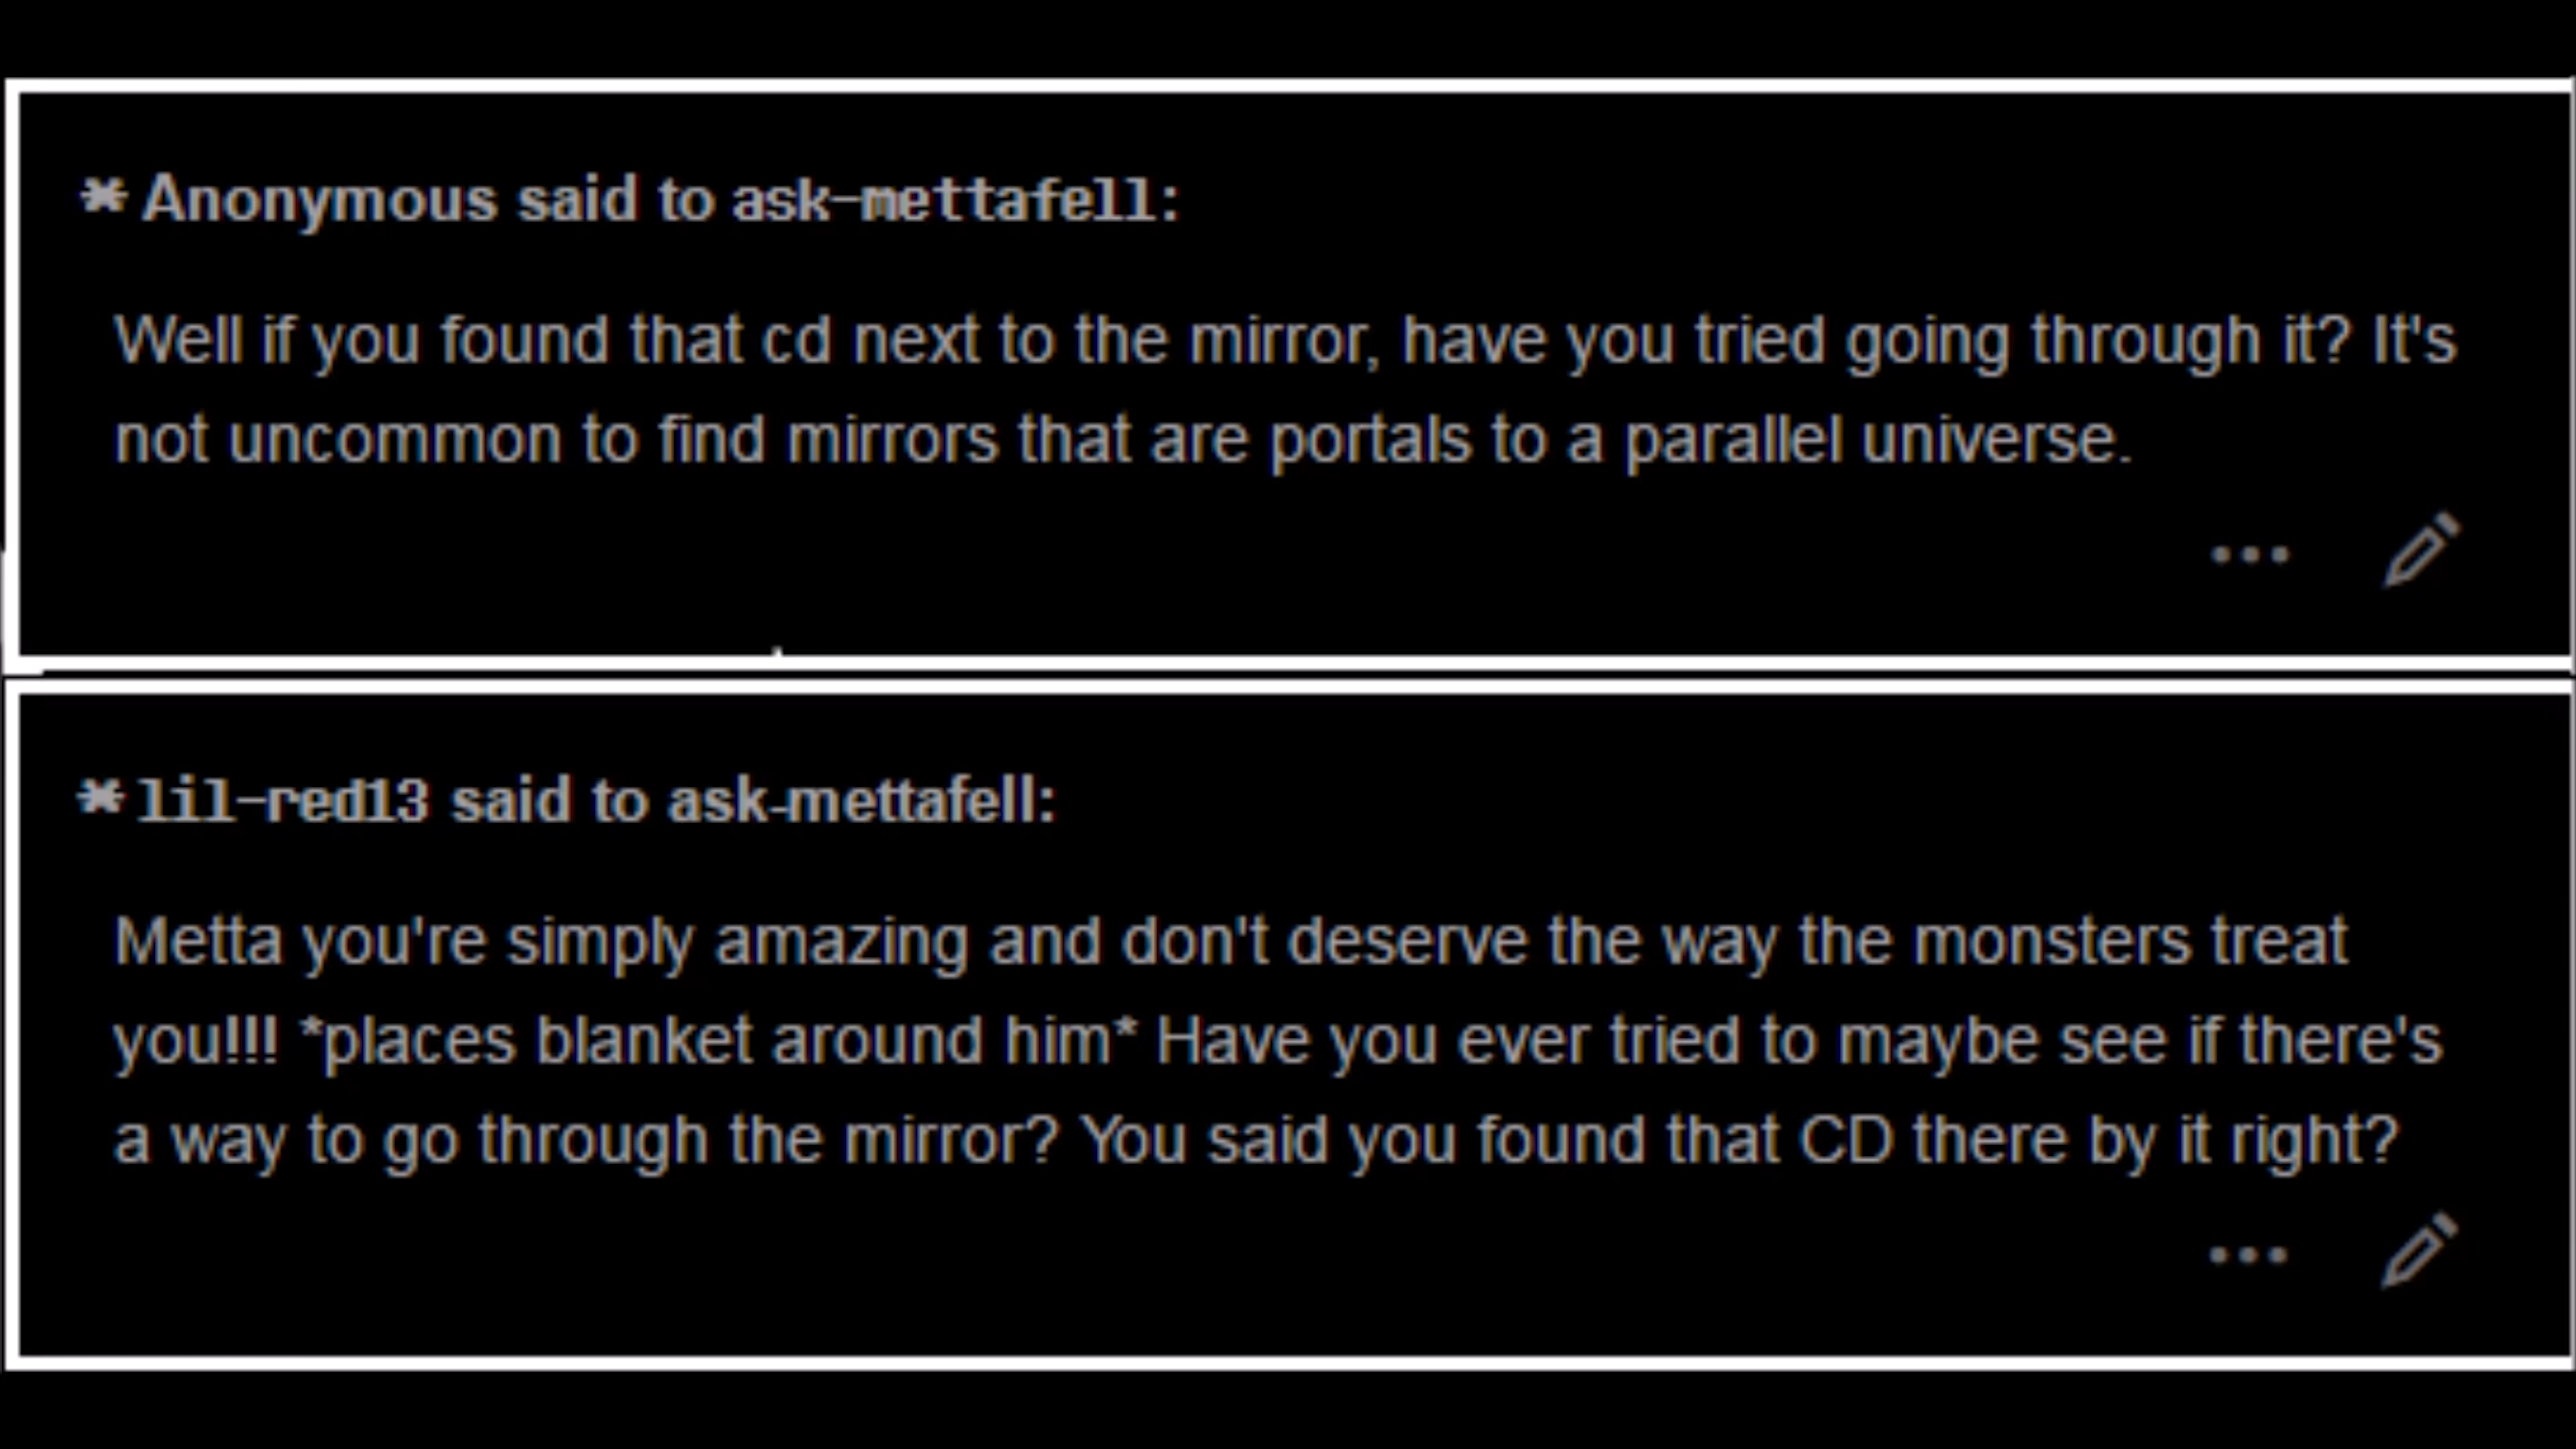 * Anonymous said to ask-mettafell:
Well if you found that cd next to the mirror, have you tried going through it? It's
not uncommon to find mirrors that are portals to a parallel universe.
* lil-red13 said to ask-mettafell:
Metta you're simply amazing and don't deserve the way the monsters treat
you!!! *places blanket around him* Have you ever tried to maybe see if there's
a way to go through the mirror? You said you found that CD there by it right?